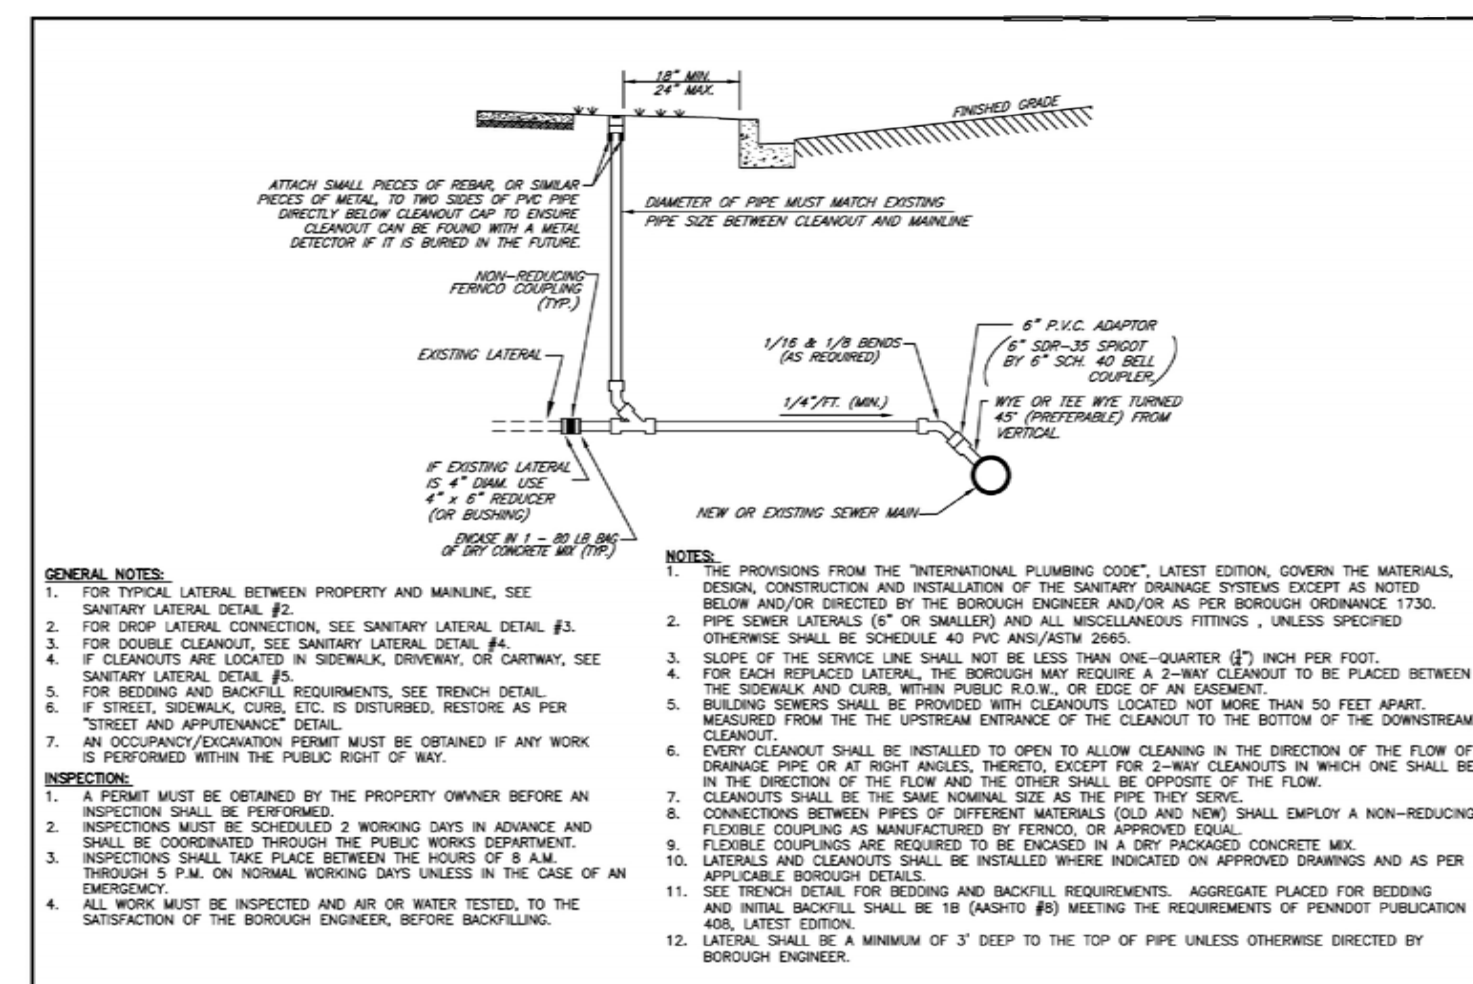 18" MIN.
24" MAX.
FINISHED GRADE
ATTACH SMALL PIECES OF REBAR, OR SIMILAR
PIECES OF METAL, TO TWO SIDES OF PVC PIPE
DIRECTLY BELOW CLEANOUT CAP TO ENSURE
CLEANOUT CAN BE FOUND WITH A METAL
DETECTOR IF IT IS BURIED IN THE FUTURE.
DIAMETER OF PIPE MUST MATCH EXISTING
PIPE SIZE BETWEEN CLEANOUT AND MAINLINE
NON-REDUCING
FERNCO COUPLING
(TYP.)
EXISTING LATERAL
1/16 & 1/8 BENDS
(AS REQUIRED)
6" P.V.C. ADAPTOR
(6" SDR-35 SPIGOT
BY 6" SCH. 40 BELL
COUPLER,)
1/4"/FT. (MIN.)
WYE OR TEE WYE TURNED
45° (PREFERABLE) FROM
VERTICAL.
IF EXISTING LATERAL
IS 4" DIAM. USE
4" x 6" REDUCER
(OR BUSHING)
NEW OR EXISTING SEWER MAIN
ENCASE IN 1 - 80 LB BAG
OF DRY CONCRETE MIX (TYP.)
GENERAL NOTES:
1. FOR TYPICAL LATERAL BETWEEN PROPERTY AND MAINLINE, SEE
SANITARY LATERAL DETAIL #2.
2. FOR DROP LATERAL CONNECTION, SEE SANITARY LATERAL DETAIL #3.
3. FOR DOUBLE CLEANOUT, SEE SANITARY LATERAL DETAIL #4.
4. IF CLEANOUTS ARE LOCATED IN SIDEWALK, DRIVEWAY, OR CARTWAY, SEE
SANITARY LATERAL DETAIL #5.
5. FOR BEDDING AND BACKFILL REQUIRMENTS, SEE TRENCH DETAIL.
6. IF STREET, SIDEWALK, CURB, ETC. IS DISTURBED, RESTORE AS PER
"STREET AND APPUTENANCE" DETAIL.
7. AN OCCUPANCY/EXCAVATION PERMIT MUST BE OBTAINED IF ANY WORK
IS PERFORMED WITHIN THE PUBLIC RIGHT OF WAY.
INSPECTION:
1. A PERMIT MUST BE OBTAINED BY THE PROPERTY OWVNER BEFORE AN
INSPECTION SHALL BE PERFORMED.
2. INSPECTIONS MUST BE SCHEDULED 2 WORKING DAYS IN ADVANCE AND
SHALL BE COORDINATED THROUGH THE PUBLIC WORKS DEPARTMENT.
3. INSPECTIONS SHALL TAKE PLACE BETWEEN THE HOURS OF 8 A.M.
THROUGH 5 P.M. ON NORMAL WORKING DAYS UNLESS IN THE CASE OF AN
EMERGEMCY.
4. ALL WORK MUST BE INSPECTED AND AIR OR WATER TESTED, TO THE
SATISFACTION OF THE BOROUGH ENGINEER, BEFORE BACKFILLING.
NOTES:
1. THE PROVISIONS FROM THE "INTERNATIONAL PLUMBING CODE", LATEST EDITION, GOVERN THE MATERIALS,
DESIGN, CONSTRUCTION AND INSTALLATION OF THE SANITARY DRAINAGE SYSTEMS EXCEPT AS NOTED
BELOW AND/OR DIRECTED BY THE BOROUGH ENGINEER AND/OR AS PER BOROUGH ORDINANCE 1730.
2. PIPE SEWER LATERALS (6" OR SMALLER) AND ALL MISCELLANEOUS FITTINGS , UNLESS SPECIFIED
OTHERWISE SHALL BE SCHEDULE 40 PVC ANSI/ASTM 2665.
3. SLOPE OF THE SERVICE LINE SHALL NOT BE LESS THAN ONE-QUARTER (¼") INCH PER FOOT.
4. FOR EACH REPLACED LATERAL, THE BOROUGH MAY REQUIRE A 2-WAY CLEANOUT TO BE PLACED BETWEEN
THE SIDEWALK AND CURB, WITHIN PUBLIC R.O.W., OR EDGE OF AN EASEMENT.
5. BUILDING SEWERS SHALL BE PROVIDED WITH CLEANOUTS LOCATED NOT MORE THAN 50 FEET APART.
MEASURED FROM THE THE UPSTREAM ENTRANCE OF THE CLEANOUT TO THE BOTTOM OF THE DOWNSTREAM
CLEANOUT.
6. EVERY CLEANOUT SHALL BE INSTALLED TO OPEN TO ALLOW CLEANING IN THE DIRECTION OF THE FLOW OF
DRAINAGE PIPE OR AT RIGHT ANGLES, THERETO, EXCEPT FOR 2-WAY CLEANOUTS IN WHICH ONE SHALL BE
IN THE DIRECTION OF THE FLOW AND THE OTHER SHALL BE OPPOSITE OF THE FLOW.
7. CLEANOUTS SHALL BE THE SAME NOMINAL SIZE AS THE PIPE THEY SERVE.
8. CONNECTIONS BETWEEN PIPES OF DIFFERENT MATERIALS (OLD AND NEW) SHALL EMPLOY A NON-REDUCING
FLEXIBLE COUPLING AS MANUFACTURED BY FERNCO, OR APPROVED EQUAL.
9. FLEXIBLE COUPLINGS ARE REQUIRED TO BE ENCASED IN A DRY PACKAGED CONCRETE MIX.
10. LATERALS AND CLEANOUTS SHALL BE INSTALLED WHERE INDICATED ON APPROVED DRAWINGS AND AS PER
APPLICABLE BOROUGH DETAILS.
11. SEE TRENCH DETAIL FOR BEDDING AND BACKFILL REQUIREMENTS. AGGREGATE PLACED FOR BEDDING
AND INITIAL BACKFILL SHALL BE 1B (AASHTO #8) MEETING THE REQUIREMENTS OF PENNDOT PUBLICATION
408, LATEST EDITION.
12. LATERAL SHALL BE A MINIMUM OF 3' DEEP TO THE TOP OF PIPE UNLESS OTHERWISE DIRECTED BY
BOROUGH ENGINEER.